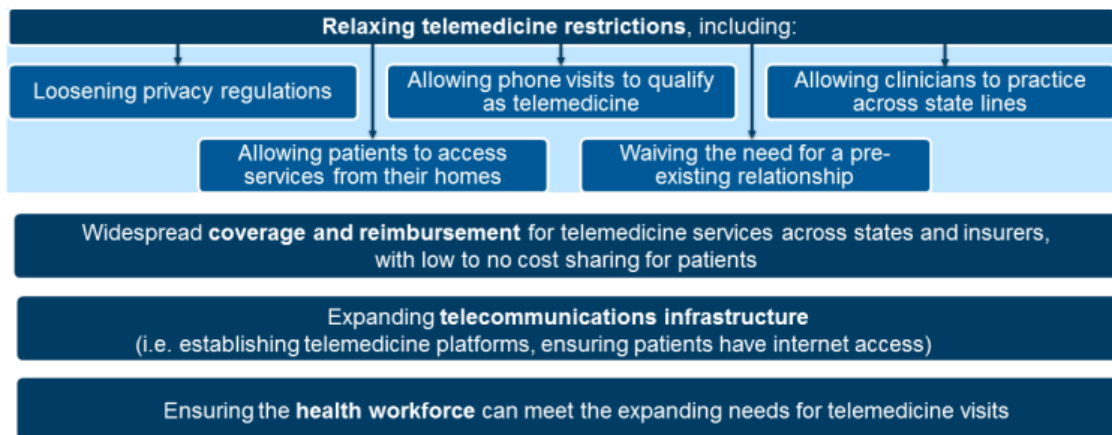 Relaxing telemedicine restrictions, including:
Loosening privacy regulations
Allowing phone visits to qualify
as telemedicine
Allowing clinicians to practice
across state lines
Allowing patients to access
services from their homes
Waiving the need for a pre-
existing relationship
Widespread coverage and reimbursement for telemedicine services across states and insurers,
with low to no cost sharing for patients
Expanding telecommunications infrastructure
(i.e. establishing telemedicine platforms, ensuring patients have internet access)
Ensuring the health workforce can meet the expanding needs for telemedicine visits